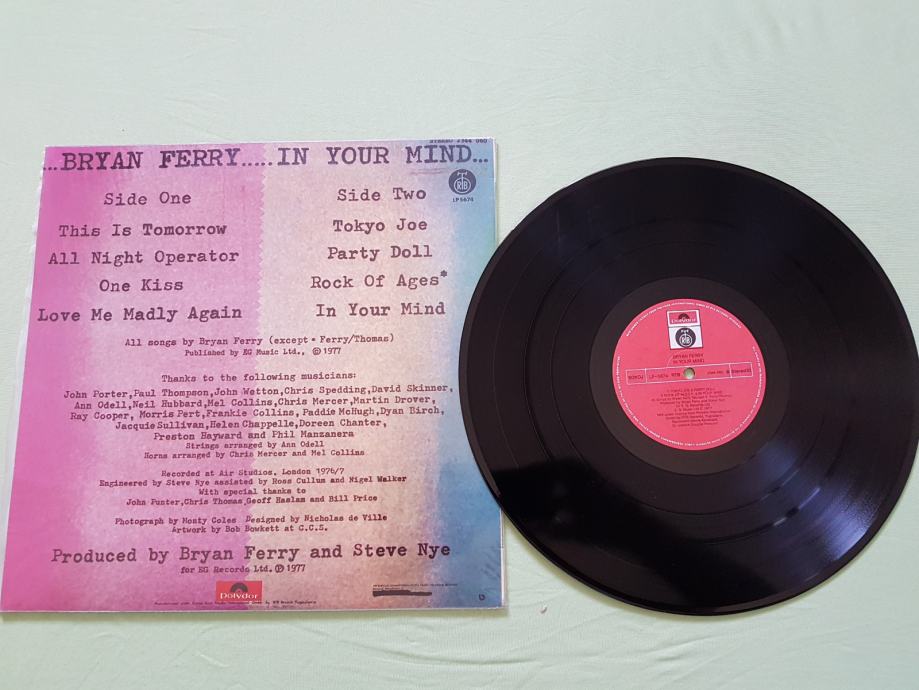 STEREO 2344 060
...BRYAN FERRY.....IN YOUR MIND...
RTB
LP 5674
Side One
This Is Tomorrow
All Night Operator
One Kiss
Love Me Madly Again
Side Two
Tokyo Joe
Party Doll
Rock Of Ages*
In Your Mind
All songs by Bryan Ferry (except * Ferry/Thomas)
Published by EG Music Ltd., ℗ 1977
Thanks to the following musicians:
John Porter,Paul Thompson,John Wetton,Chris Spedding,David Skinner,
Ann Odell,Neil Hubbard,Mel Collins,Chris Mercer,Martin Drover,
Ray Cooper, Morris Pert,Frankie Collins,Paddie McHugh,Dyan Birch,
Jacquie Sullivan,Helen Chappelle,Doreen Chanter,
Preston Hayward and Phil Manzanera
Strings arranged by Ann Odell
Horns arranged by Chris Mercer and Mel Collins
Recorded at Air Studios, London 1976/7
Engineered by Steve Nye assisted by Ross Cullum and Nigel Walker
With special thanks to
John Punter,Chris Thomas,Geoff Haslam and Bill Price
Photograph by Monty Coles Designed by Nicholas de Ville
Artwork by Bob Bowkett at C.C.S.
Produced by Bryan Ferry and Steve Nye
for EG Records Ltd. ℗ 1977
Polydor
Polydor
RTB
BRYAN FERRY
IN YOUR MIND
LP-5674 RTB